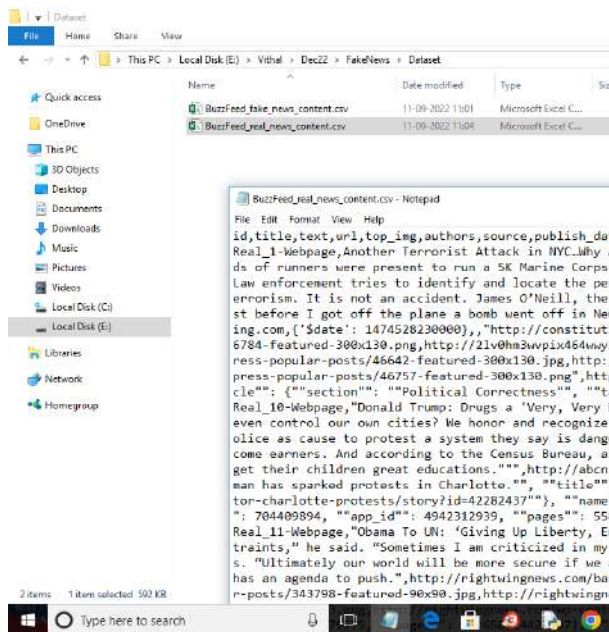 Dataset
File Home Share View
This PC > Local Disk (E:) > Vithal > Dec22 > FakeNews > Dataset
Name Date modified Type
BuzzFeed_fake_news_content.csv 11-09-2022 11:01 Microsoft Excel C...
BuzzFeed_real_news_content.csv 11-09-2022 11:04 Microsoft Excel C...
Quick access
OneDrive
This PC
3D Objects
Desktop
Documents
Downloads
Music
Pictures
Videos
Local Disk (C:)
Local Disk (E:)
Libraries
Network
Homegroup
BuzzFeed_real_news_content.csv - Notepad
File Edit Format View Help
id,title,text,url,top_img,authors,source,publish_da
Real_1-Webpage,Another Terrorist Attack in NYC…Why
ds of runners were present to run a 5K Marine Corps
Law enforcement tries to identify and locate the pe
errorism. It is not an accident. James O'Neill, the
st before I got off the plane a bomb went off in Ne
ing.com,{'$date': 1474528230000},,"http://constitut
6784-featured-300x130.png,http://2lv0hm3wvpix464wwy
ress-popular-posts/46642-featured-300x130.jpg,http:
press-popular-posts/46757-featured-300x130.png",htt
cle"": {""section"": ""Political Correctness"", ""t
Real_10-Webpage,"Donald Trump: Drugs a 'Very, Very
even control our own cities? We honor and recognize
olice as cause to protest a system they say is dang
come earners. And according to the Census Bureau, a
get their children great educations.""",http://abcn
man has sparked protests in Charlotte."", ""title""
tor-charlotte-protests/story?id=42282437""}, ""name
": 704409894, ""app_id"": 4942312939, ""pages"": 55
Real_11-Webpage,"Obama To UN: ‘Giving Up Liberty, E
traints,” he said. “Sometimes I am criticized in my
s. “Ultimately our world will be more secure if we
has an agenda to push.",http://rightwingnews.com/ba
r-posts/343798-featured-90x90.jpg,http://rightwingn
2 items 1 item selected 592 KB
Type here to search